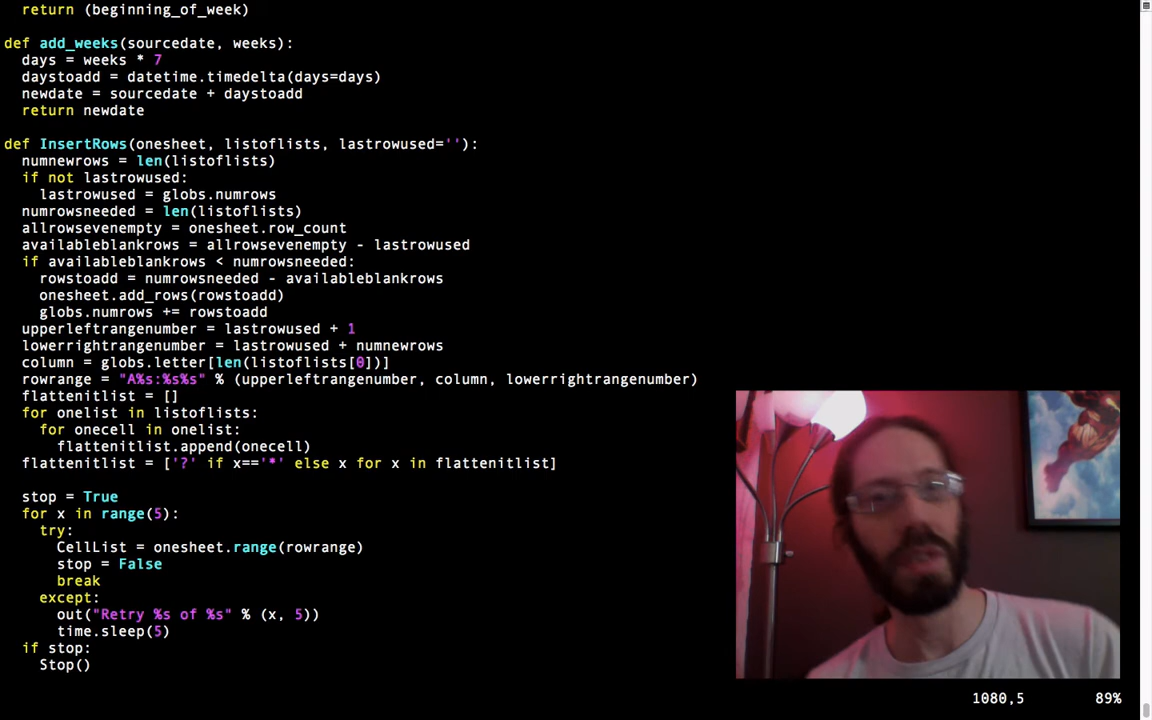 return (beginning_of_week)
def add_weeks(sourcedate, weeks):
days = weeks * 7
daystoadd = datetime.timedelta(days=days)
newdate = sourcedate + daystoadd
return newdate
def InsertRows(onesheet, listoflists, lastrowused=''):
numnewrows = len(listoflists)
if not lastrowused:
lastrowused = globs.numrows
numrowsneeded = len(listoflists)
allrowsevenempty = onesheet.row_count
availableblankrows = allrowsevenempty - lastrowused
if availableblankrows < numrowsneeded:
rowstoadd = numrowsneeded - availableblankrows
onesheet.add_rows(rowstoadd)
globs.numrows += rowstoadd
upperleftrangenumber = lastrowused + 1
lowerrightrangenumber = lastrowused + numnewrows
column = globs.letter[len(listoflists[0])]
rowrange = "A%s:%s%s" % (upperleftrangenumber, column, lowerrightrangenumber)
flattenitlist = []
for onelist in listoflists:
for onecell in onelist:
flattenitlist.append(onecell)
flattenitlist = ['?' if x=='*' else x for x in flattenitlist]
stop = True
for x in range(5):
try:
CellList = onesheet.range(rowrange)
stop = False
break
except:
out("Retry %s of %s" % (x, 5))
time.sleep(5)
if stop:
Stop()
1080,5 89%